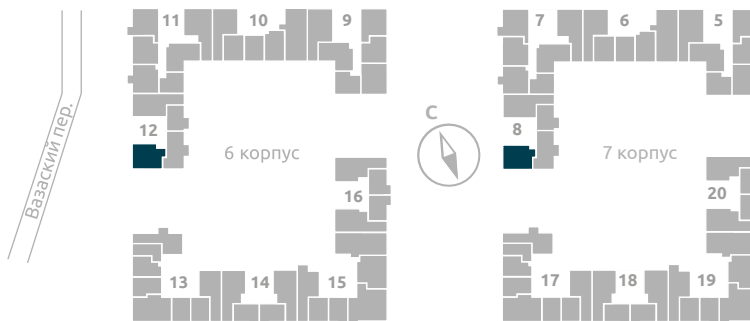 11 10 9
7 6 5
С
12
8
Вазаский пер.
6 корпус
7 корпус
16
20
13 14 15
17 18 19